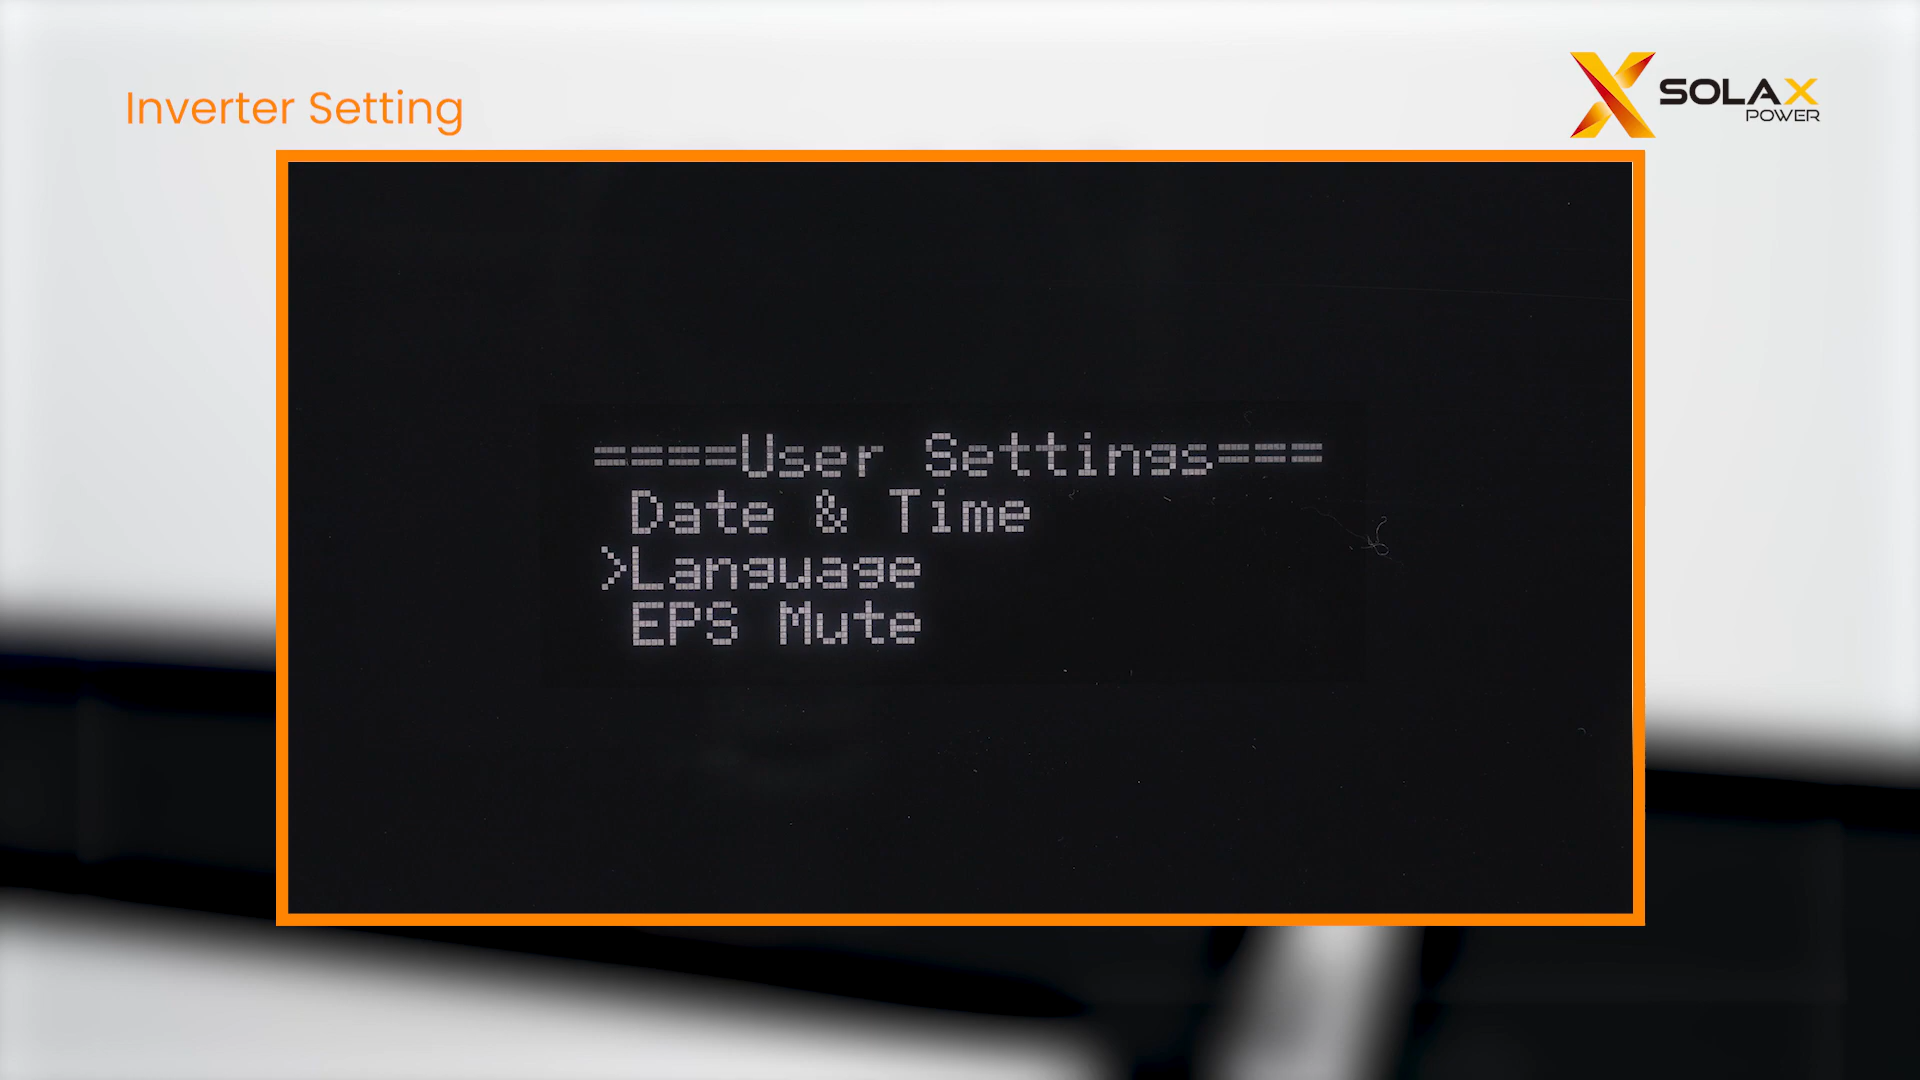 Inverter Setting
SOLAX
POWER
====User Settings===
Date & Time
>Language
EPS Mute